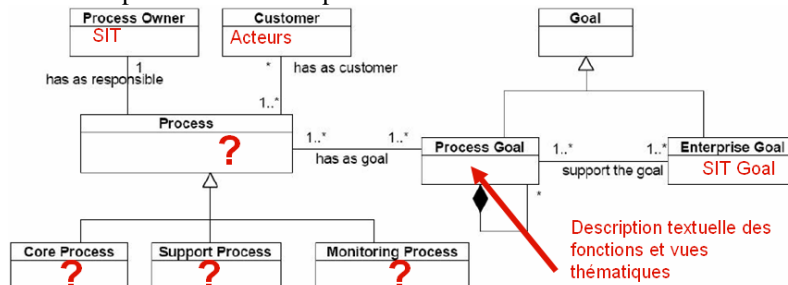 Process Owner
SIT
Customer
Acteurs
Goal
1
has as responsible
*
has as customer
1..*
Process
?
1..*
1..*
has as goal
Process Goal
1..*
1..*
support the goal
Enterprise Goal
SIT Goal
*
Description textuelle des
fonctions et vues
thématiques
Core Process
?
Support Process
?
Monitoring Process
?